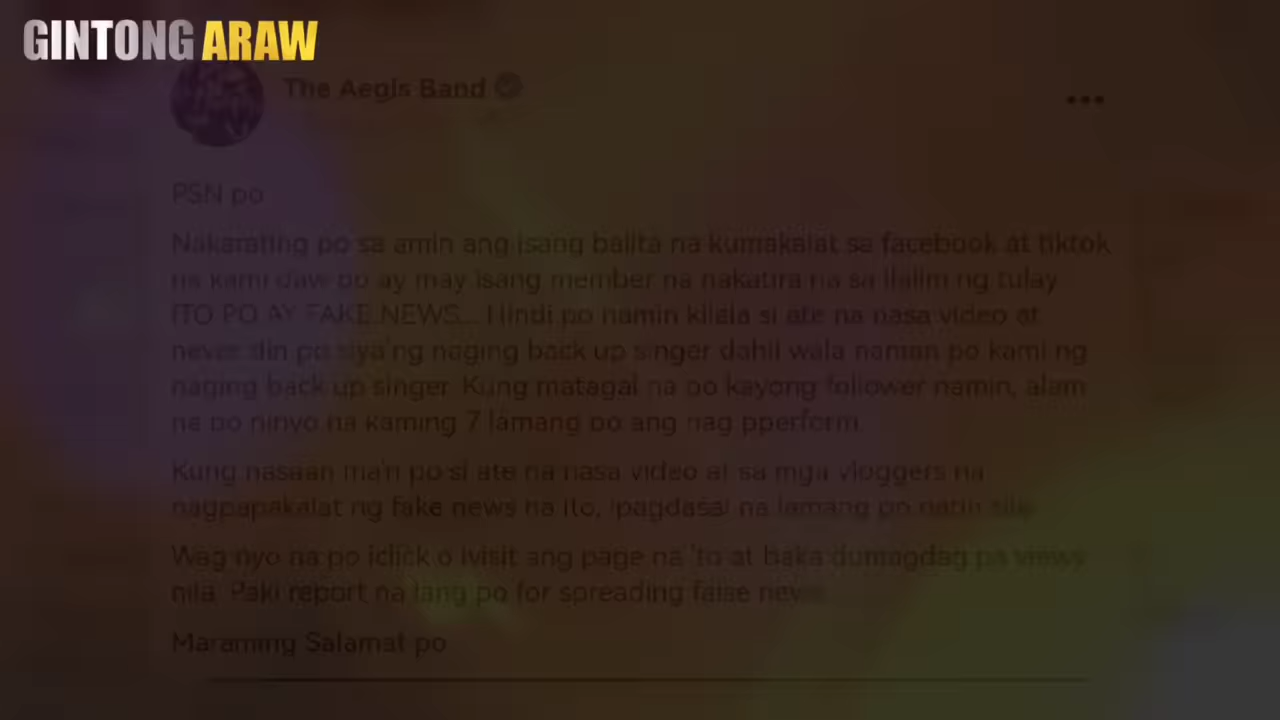 GINTONG ARAW
The Aegis Band
PSN po
Nakarating po sa amin ang isang balita na kumakalat sa facebook at tiktok
na kami daw po ay may isang member na nakatira na sa ilalim ng tulay.
ITO PO AY FAKE NEWS... Hindi po namin kilala si ate na nasa video at
never din po siya'ng naging back up singer dahil wala naman po kami ng
naging back up singer. Kung matagal na po kayong follower namin, alam
na po ninyo na kaming 7 lamang po ang nag pperform.
Kung nasaan ma'n po si ate na nasa video at sa mga vloggers na
nagpapakalat ng fake news na ito, ipagdasal na lamang po natin sila.
Wag nyo na po iclick o ivisit ang page na 'to at baka dumagdag pa views
nila. Paki report na lang po for spreading false news
Maraming Salamat po